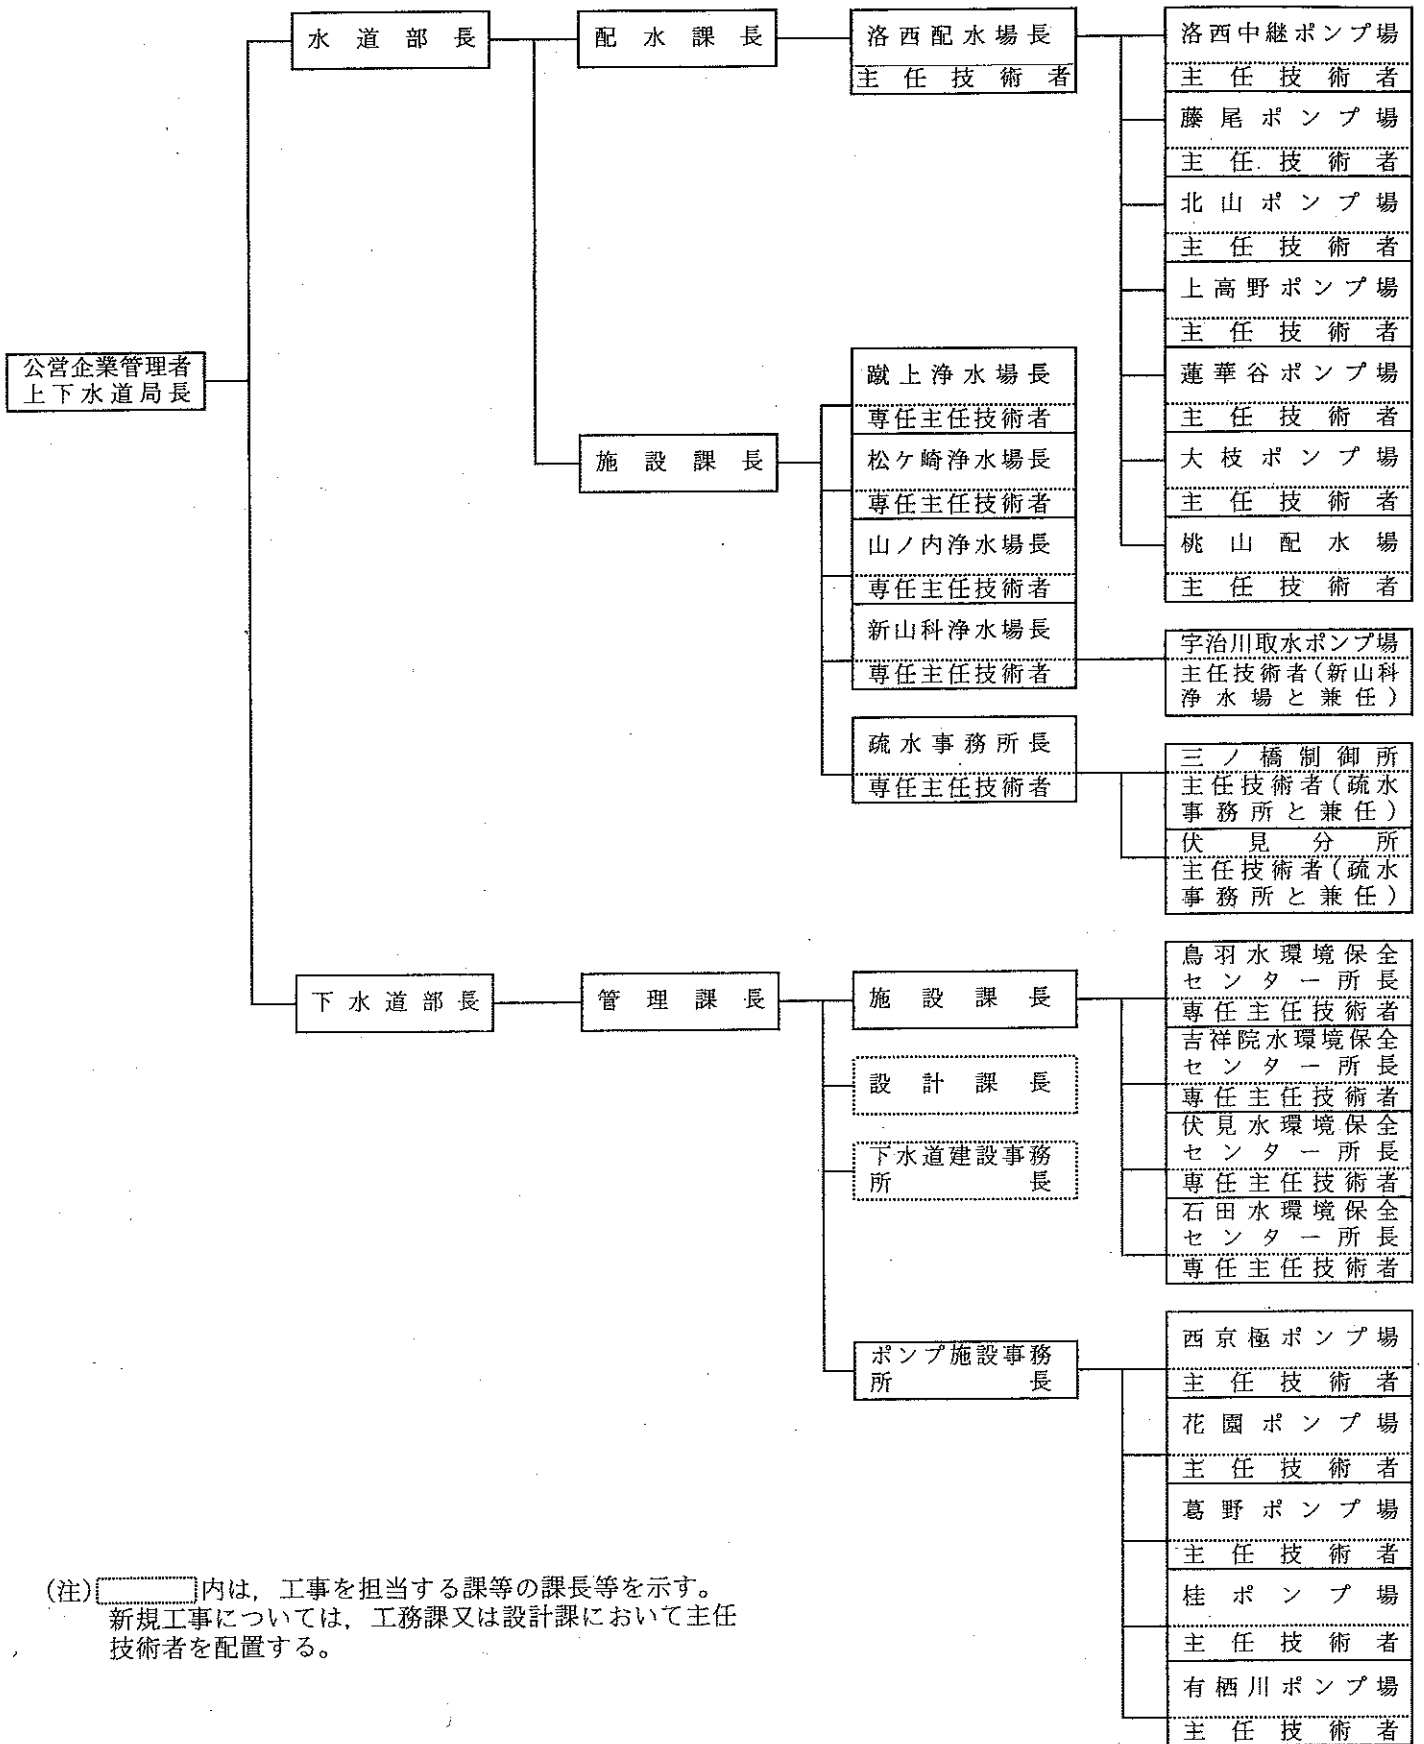 公営企業管理者
上下水道局長
水道部長
配水課長
洛西配水場長
主任技術者
洛西中継ポンプ場
主任技術者
藤尾ポンプ場
主任技術者
北山ポンプ場
主任技術者
上高野ポンプ場
主任技術者
蓮華谷ポンプ場
主任技術者
大枝ポンプ場
主任技術者
桃山配水場
主任技術者
施設課長
蹴上浄水場長
専任主任技術者
松ケ崎浄水場長
専任主任技術者
山ノ内浄水場長
専任主任技術者
新山科浄水場長
専任主任技術者
宇治川取水ポンプ場
主任技術者(新山科
浄水場と兼任)
疏水事務所長
専任主任技術者
三ノ橋制御所
主任技術者(疏水
事務所と兼任)
伏見分所
主任技術者(疏水
事務所と兼任)
下水道部長
管理課長
施設課長
鳥羽水環境保全
センター所長
専任主任技術者
吉祥院水環境保全
センター所長
専任主任技術者
伏見水環境保全
センター所長
専任主任技術者
石田水環境保全
センター所長
専任主任技術者
設計課長
下水道建設事務
所長
ポンプ施設事務
所長
西京極ポンプ場
主任技術者
花園ポンプ場
主任技術者
葛野ポンプ場
主任技術者
桂ポンプ場
主任技術者
有栖川ポンプ場
主任技術者
(注) 内は，工事を担当する課等の課長等を示す。
新規工事については，工務課又は設計課において主任
技術者を配置する。